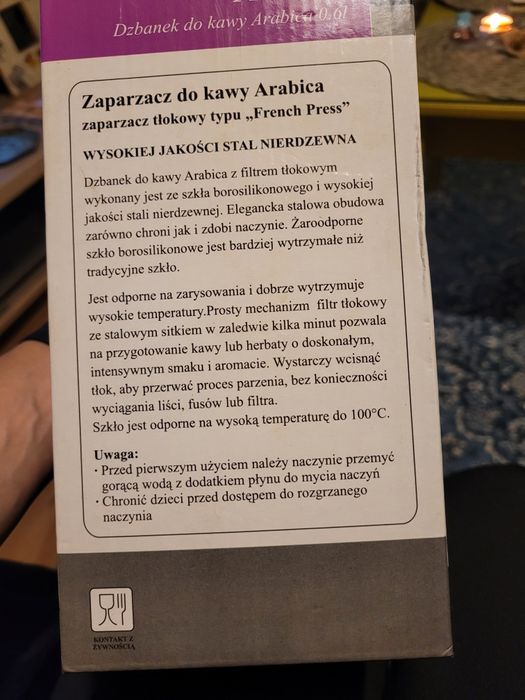 Dzbanek do kawy Arabica 0.6l
Zaparzacz do kawy Arabica
zaparzacz tłokowy typu „French Press”
WYSOKIEJ JAKOŚCI STAL NIERDZEWNA
Dzbanek do kawy Arabica z filtrem tłokowym
wykonany jest ze szkła borosilikonowego i wysokiej
jakości stali nierdzewnej. Elegancka stalowa obudowa
zarówno chroni jak i zdobi naczynie. Żaroodporne
szkło borosilikonowe jest bardziej wytrzymałe niż
tradycyjne szkło.
Jest odporne na zarysowania i dobrze wytrzymuje
wysokie temperatury.Prosty mechanizm filtr tłokowy
ze stalowym sitkiem w zaledwie kilka minut pozwala
na przygotowanie kawy lub herbaty o doskonałym,
intensywnym smaku i aromacie. Wystarczy wcisnąć
tłok, aby przerwać proces parzenia, bez konieczności
wyciągania liści, fusów lub filtra.
Szkło jest odporne na wysoką temperaturę do 100°C.
Uwaga:
· Przed pierwszym użyciem należy naczynie przemyć
gorącą wodą z dodatkiem płynu do mycia naczyń
· Chronić dzieci przed dostępem do rozgrzanego
naczynia
KONTAKT Z
ŻYWNOŚCIĄ